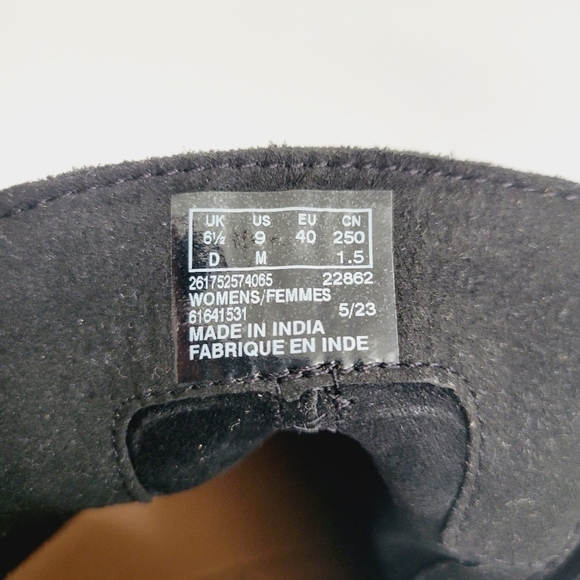 UK US EU CN
6½ 9 40 250
D M 1.5
261752574065 22862
WOMENS/FEMMES
61641531 5/23
MADE IN INDIA
FABRIQUE EN INDE